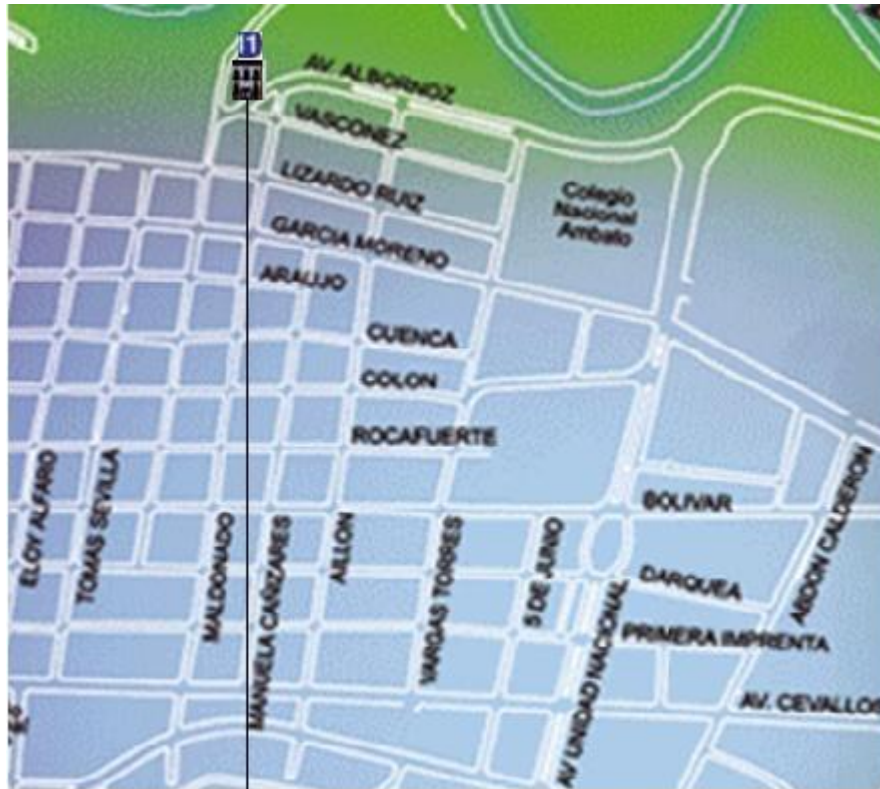 1
AV. ALBORNOZ
VASCONEZ
LIZARDO RUIZ
Colegio
Nacional
Ambato
GARCIA MORENO
ARAUJO
CUENCA
COLON
ROCAFUERTE
ELOY ALFARO
TOMAS SEVILLA
MALDONADO
MANUELA CAÑIZARES
AILLON
VARGAS TORRES
5 DE JUNIO
BOLIVAR
ABDON CALDERON
DARQUEA
PRIMERA IMPRENTA
AV UNIDAD NACIONAL
AV. CEVALLOS